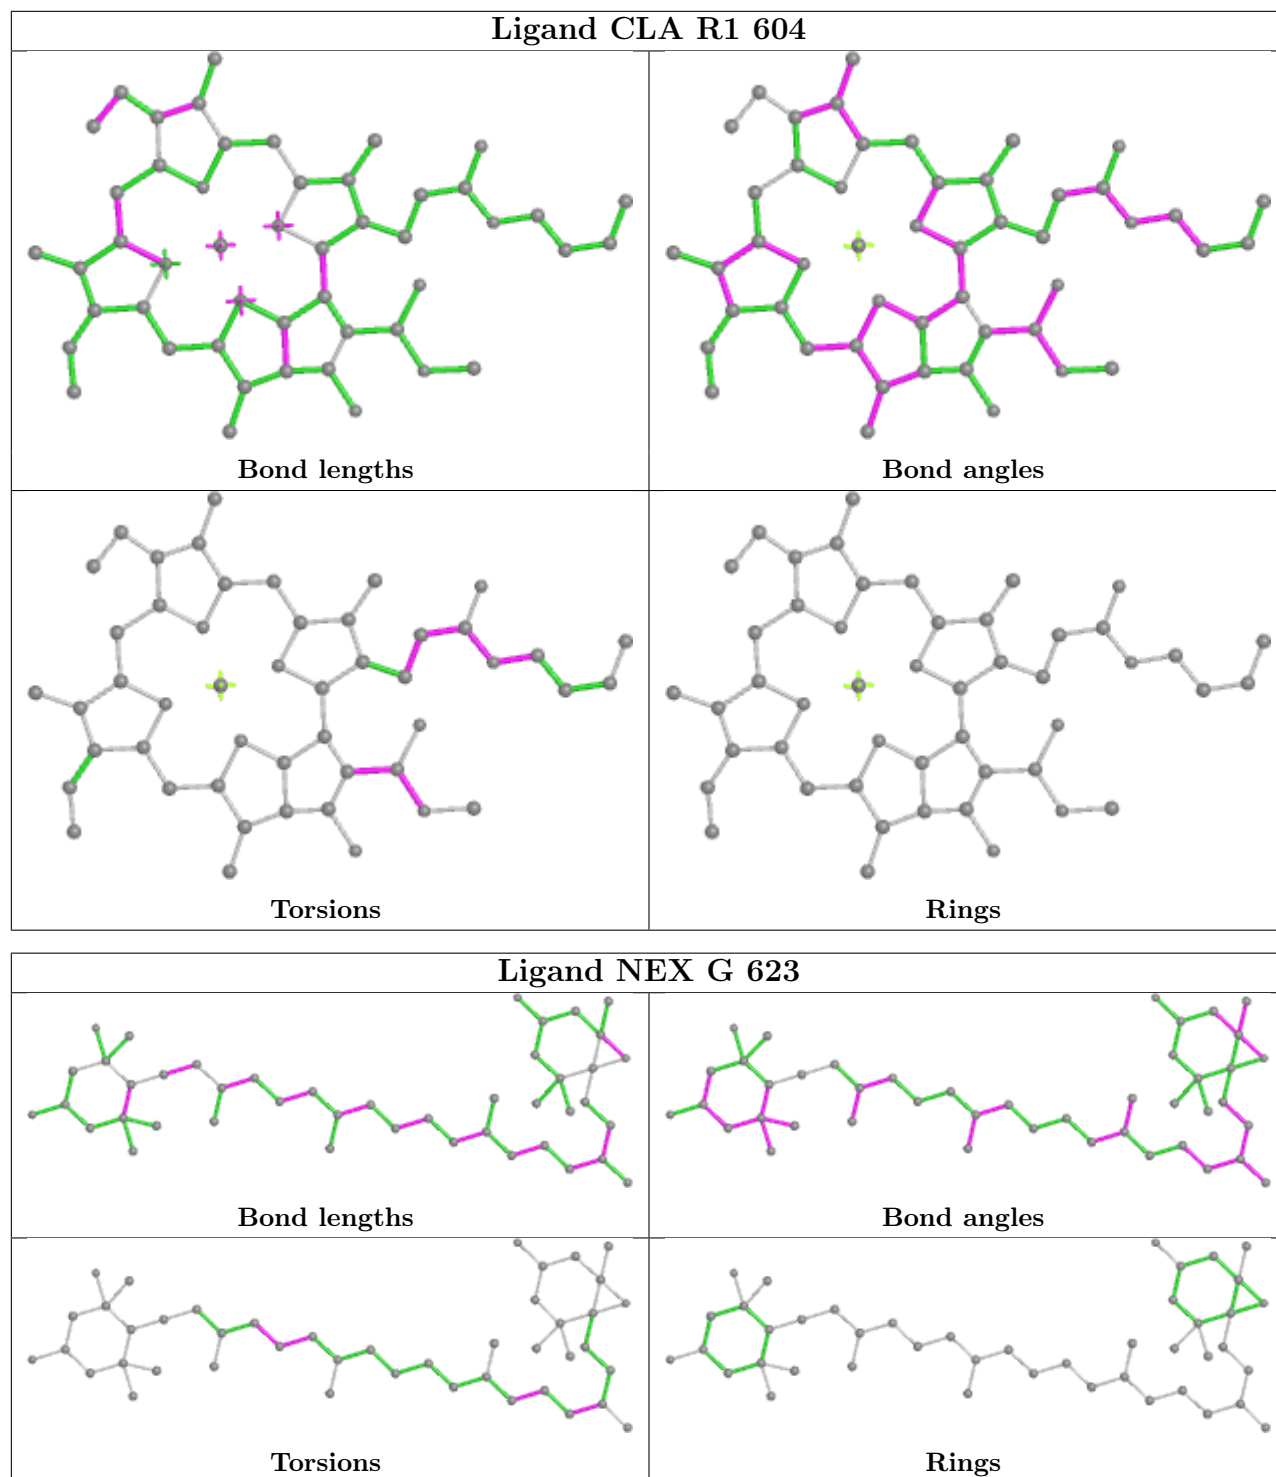 Ligand CLA R1 604
Bond lengths
Bond angles
Torsions
Rings
Ligand NEX G 623
Bond lengths
Bond angles
Torsions
Rings